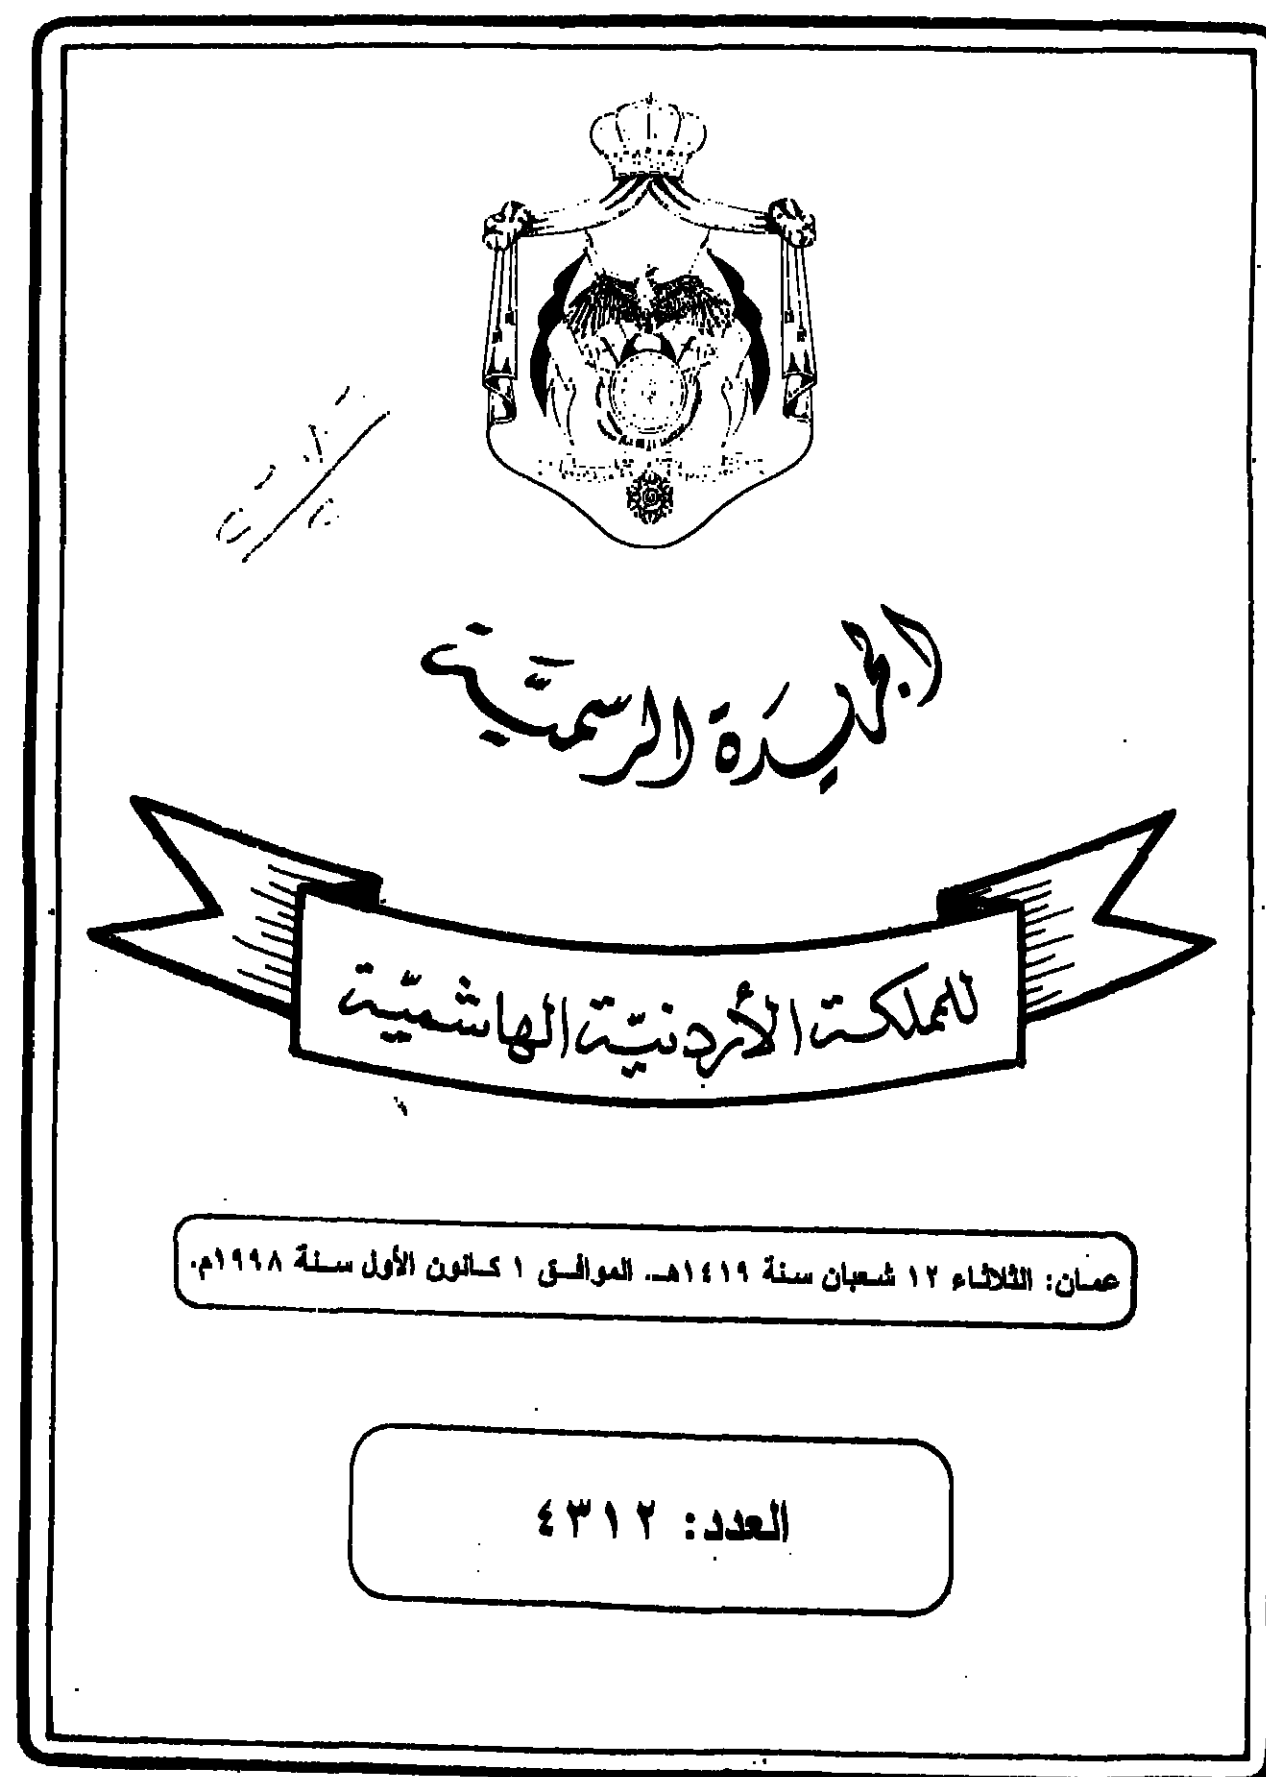 الجريدة الرسمية
للمملكة الأردنية الهاشمية
عمان: الثلاثاء ١٢ شعبان سنة ١٤١٩هـ. الموافق ١ كانون الأول سنة ١٩٩٨م.
العدد: ٤٣١٢